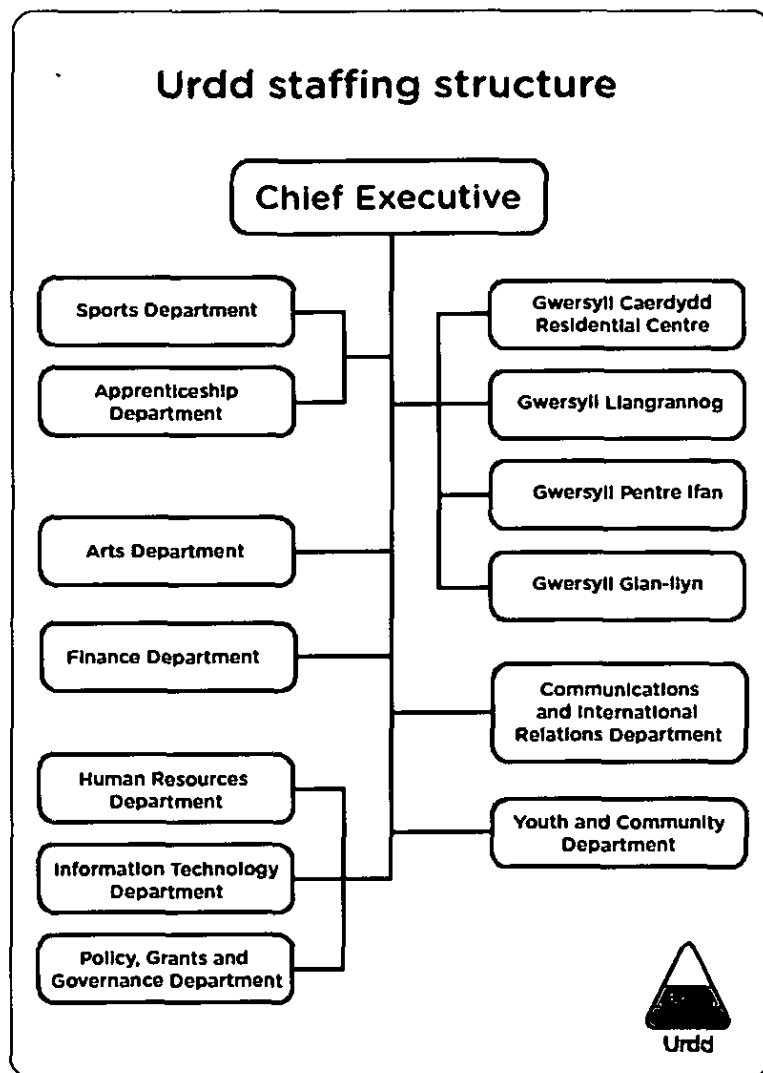 Urdd staffing structure
Chief Executive
Sports Department
Apprenticeship
Department
Arts Department
Finance Department
Human Resources
Department
Information Technology
Department
Policy, Grants and
Governance Department
Gwersyll Caerdydd
Residential Centre
Gwersyll Llangrannog
Gwersyll Pentre Ifan
Gwersyll Glan-llyn
Communications
and International
Relations Department
Youth and Community
Department
Urdd